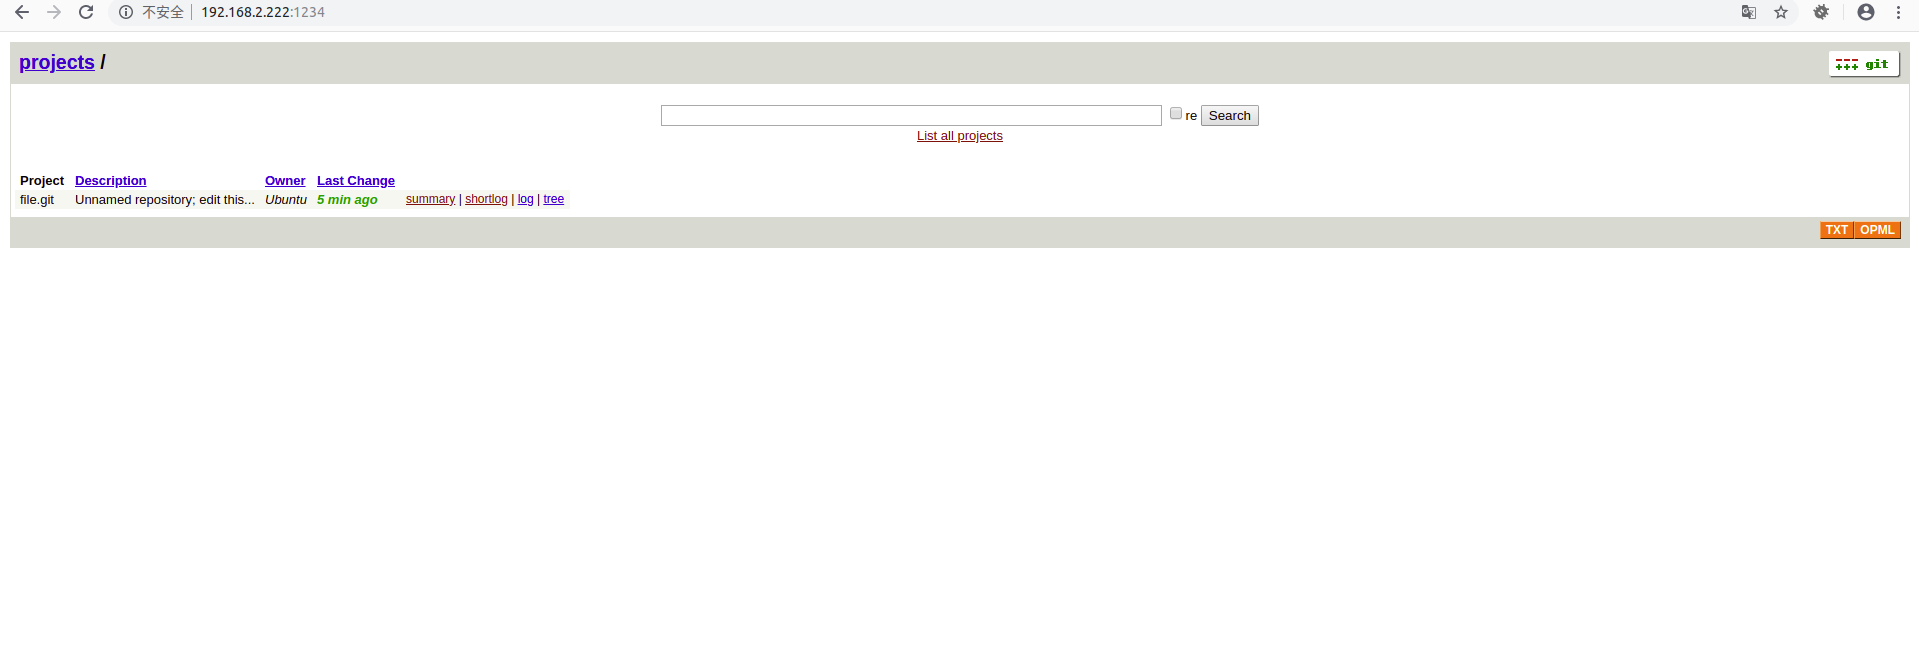 不安全 192.168.2.222:1234
projects /
git
re Search
List all projects
Project Description Owner Last Change
file.git Unnamed repository; edit this... Ubuntu 5 min ago summary | shortlog | log | tree
TXT OPML